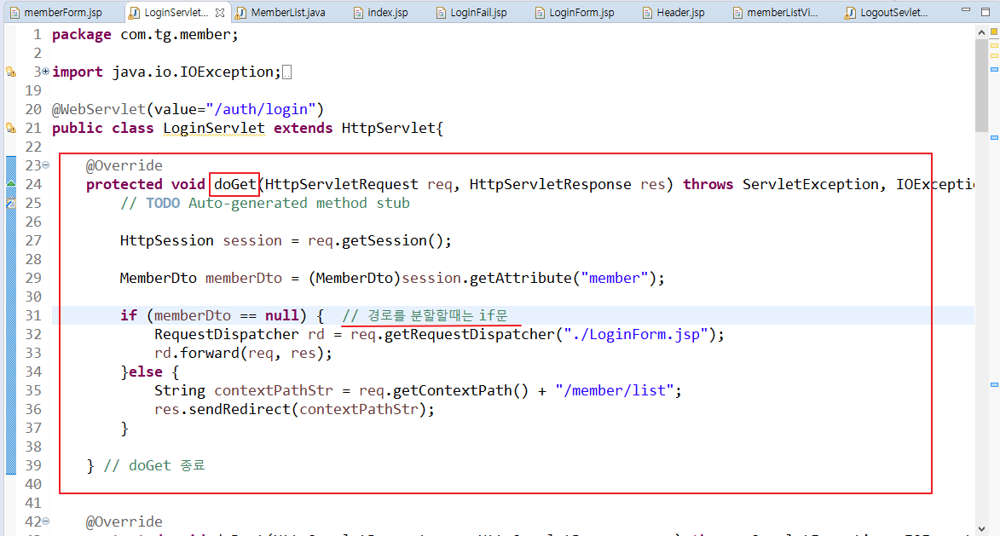 memberForm.jsp LoginServlet... MemberList.java index.jsp LoginFail.jsp LoginForm.jsp Header.jsp memberListVi... LogoutSevlet...
1 package com.tg.member;
2
3 import java.io.IOException;
19
20 @WebServlet(value="/auth/login")
21 public class LoginServlet extends HttpServlet{
22
23 @Override
24 protected void doGet(HttpServletRequest req, HttpServletResponse res) throws ServletException, IOExcepti
25 // TODO Auto-generated method stub
26
27 HttpSession session = req.getSession();
28
29 MemberDto memberDto = (MemberDto)session.getAttribute("member");
30
31 if (memberDto == null) { // 경로를 분할할때는 if문
32 RequestDispatcher rd = req.getRequestDispatcher("./LoginForm.jsp");
33 rd.forward(req, res);
34 }else {
35 String contextPathStr = req.getContextPath() + "/member/list";
36 res.sendRedirect(contextPathStr);
37 }
38
39 } // doGet 종료
40
41
42 @Override